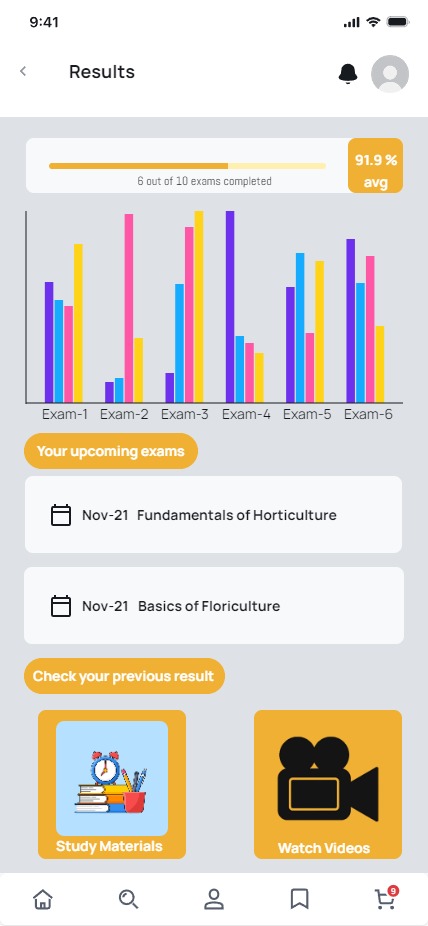 9:41
Results
91.9 %
avg
6 out of 10 exams completed
Exam-1 Exam-2 Exam-3 Exam-4 Exam-5 Exam-6
Your upcoming exams
Nov-21 Fundamentals of Horticulture
Nov-21 Basics of Floriculture
Check your previous result
Study Materials
Watch Videos
9